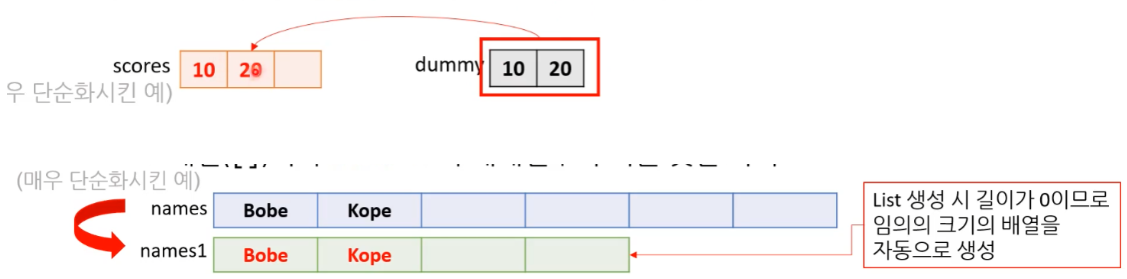 scores 10 20 dummy 10 20
우 단순화시킨 예)
(매우 단순화시킨 예)
names Bobe Kope
names1 Bobe Kope
List 생성 시 길이가 0이므로
임의의 크기의 배열을
자동으로 생성